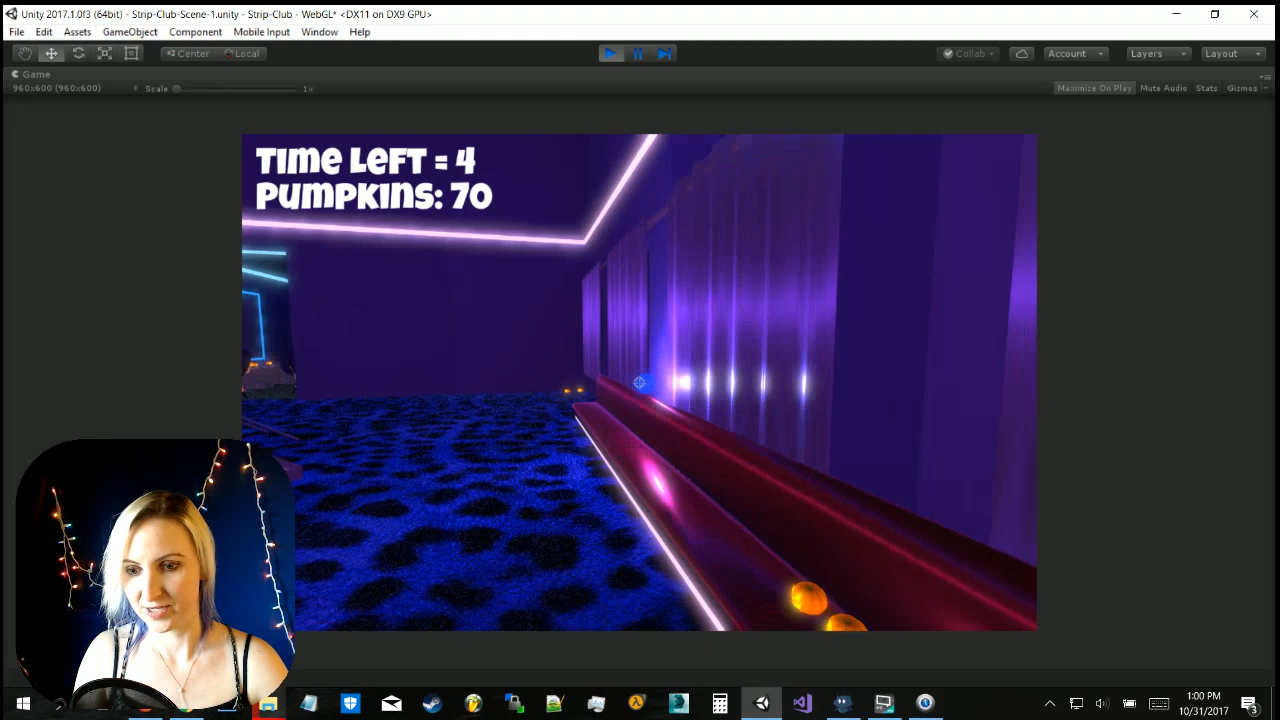 Unity 2017.1.0f3 (64bit) - Strip-Club-Scene-1.unity - Strip-Club - WebGL* <DX11 on DX9 GPU>
File Edit Assets GameObject Component Mobile Input Window Help
Center Local Collab Account Layers Layout
Game
960x600 (960x600) Scale 1x Maximize On Play Mute Audio Stats Gizmos
Time Left = 4
Pumpkins: 70
1:00 PM
10/31/2017
3